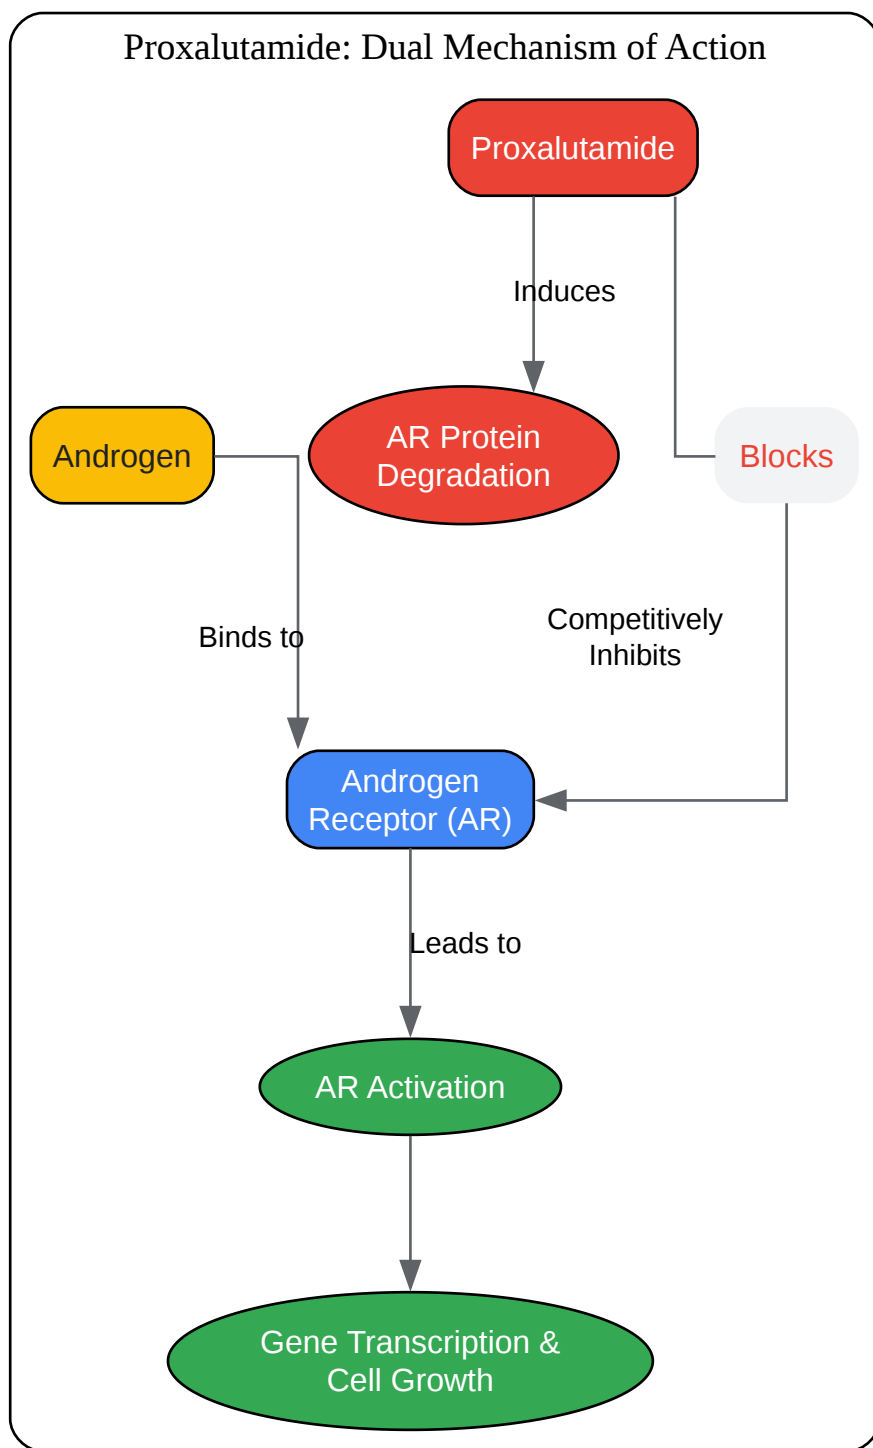 Proxalutamide: Dual Mechanism of Action
Proxalutamide
Induces
Androgen
AR Protein
Degradation
Blocks
Binds to
Competitively
Inhibits
Androgen
Receptor (AR)
Leads to
AR Activation
Gene Transcription &
Cell Growth